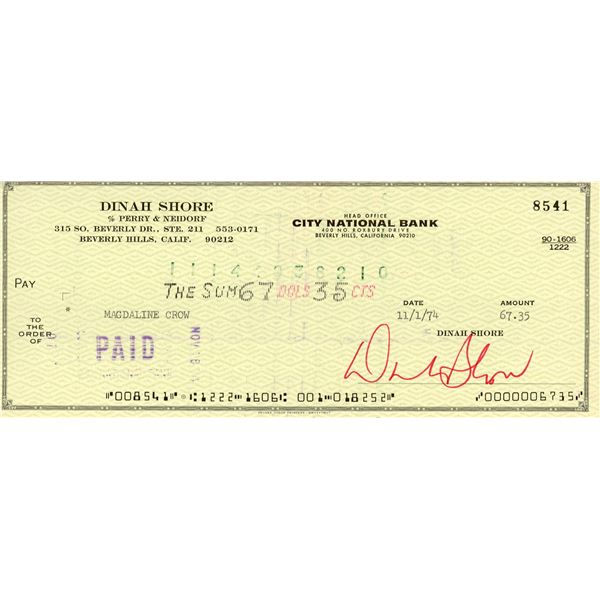 DINAH SHORE
℅ PERRY & NEIDORF
315 SO. BEVERLY DR., STE. 211 553-0171
BEVERLY HILLS, CALIF. 90212
HEAD OFFICE
CITY NATIONAL BANK
400 NO. ROXBURY DRIVE
BEVERLY HILLS, CALIFORNIA 90210
8541
90-1606
1222
PAY
THE SUM 67 DOLS 35 CTS
TO THE
ORDER
OF
MAGDALINE CROW
DATE
11/1/74
AMOUNT
67.35
DINAH SHORE
PAID
Dinah Shore
⑈008541⑈ ⑆1222⑉1606⑆ 001⑉018252⑈ ⑈0000006735⑈